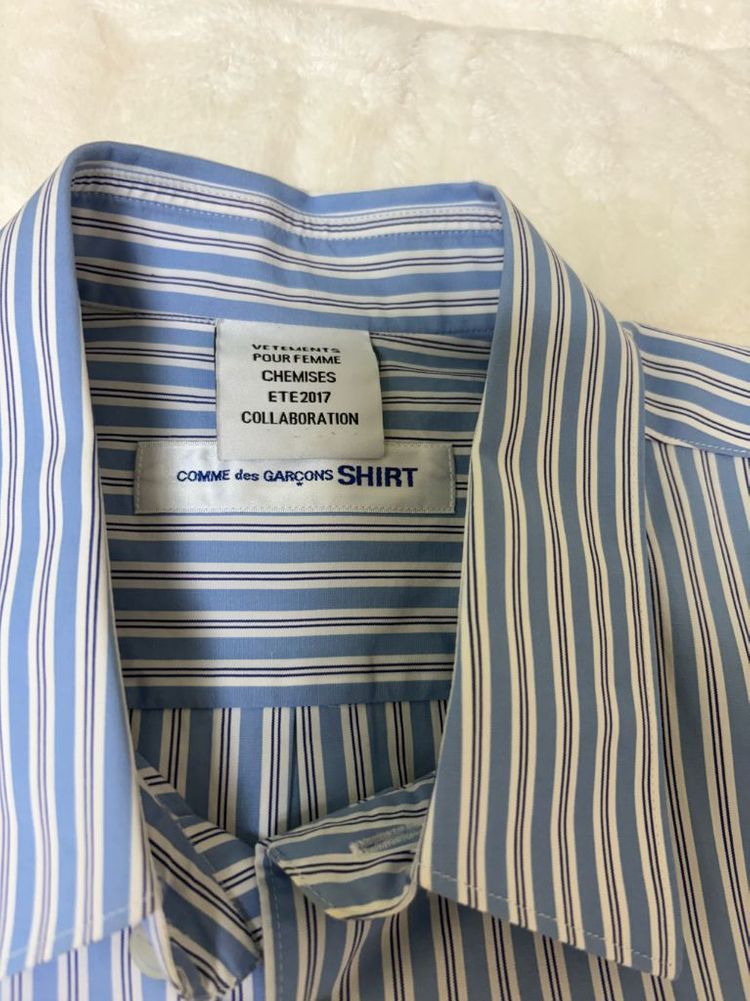 VETEMENTS
POUR FEMME
CHEMISES
ETE2017
COLLABORATION
COMME des GARÇONS SHIRT